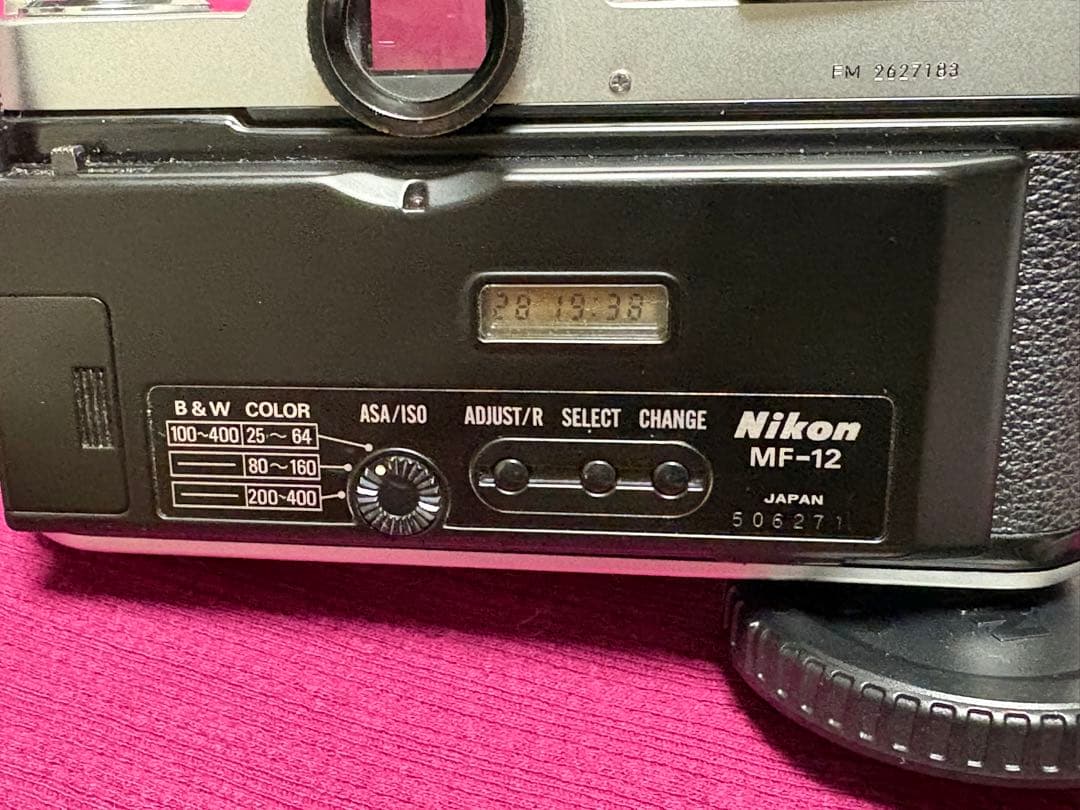 FM 2627183
28 19:38
B & W COLOR ASA/ISO ADJUST/R SELECT CHANGE
100~400 25~64
80~160
200~400
Nikon
MF-12
JAPAN
506271